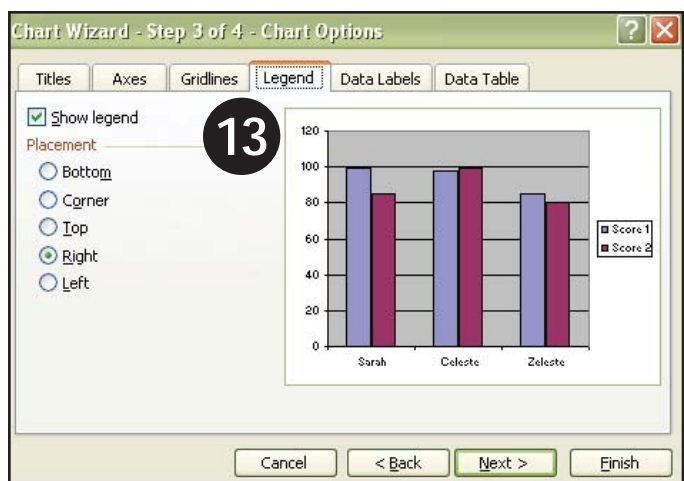 Chart Wizard - Step 3 of 4 - Chart Options
Titles Axes Gridlines Legend Data Labels Data Table
Show legend
13
Placement
Bottom
Corner
Top
Right
Left
120
100
80
60
40
20
0
Sarah Celeste Zeleste
Score 1
Score 2
Cancel < Back Next > Finish